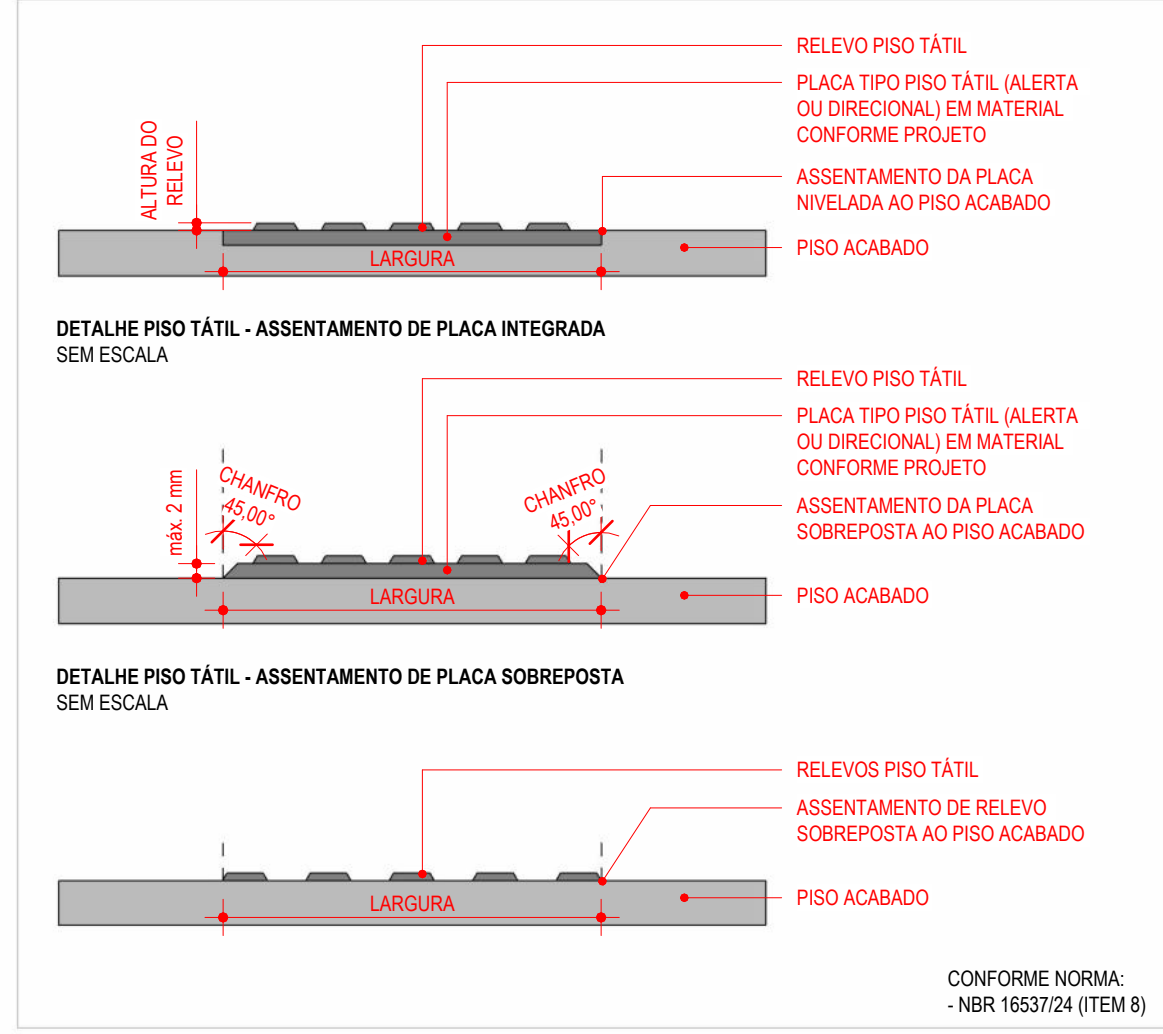 RELEVO PISO TÁTIL
PLACA TIPO PISO TÁTIL (ALERTA
OU DIRECIONAL) EM MATERIAL
CONFORME PROJETO
ALTURA DO
RELEVO
ASSENTAMENTO DA PLACA
NIVELADA AO PISO ACABADO
PISO ACABADO
LARGURA
DETALHE PISO TÁTIL - ASSENTAMENTO DE PLACA INTEGRADA
SEM ESCALA
RELEVO PISO TÁTIL
PLACA TIPO PISO TÁTIL (ALERTA
OU DIRECIONAL) EM MATERIAL
CONFORME PROJETO
máx. 2 mm
CHANFRO
45,00°
CHANFRO
45,00°
ASSENTAMENTO DA PLACA
SOBREPOSTA AO PISO ACABADO
LARGURA
PISO ACABADO
DETALHE PISO TÁTIL - ASSENTAMENTO DE PLACA SOBREPOSTA
SEM ESCALA
RELEVOS PISO TÁTIL
ASSENTAMENTO DE RELEVO
SOBREPOSTA AO PISO ACABADO
LARGURA
PISO ACABADO
CONFORME NORMA:
- NBR 16537/24 (ITEM 8)